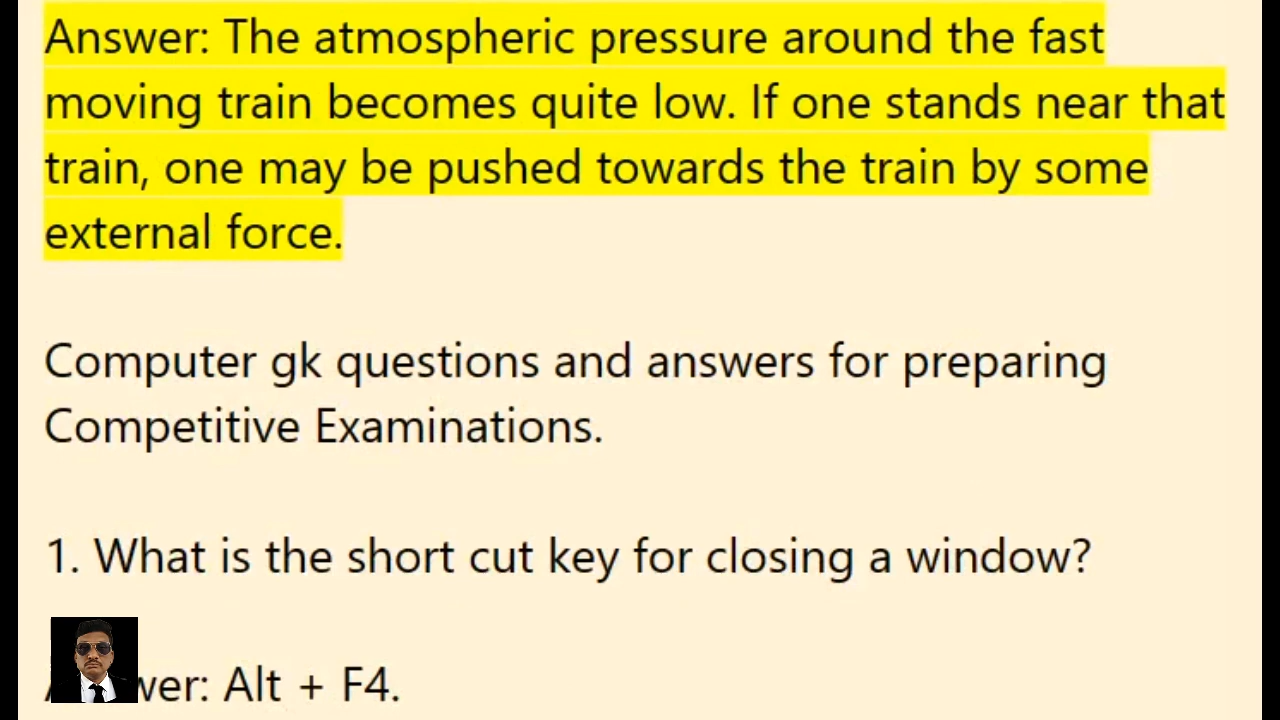 Answer: The atmospheric pressure around the fast
moving train becomes quite low. If one stands near that
train, one may be pushed towards the train by some
external force.
Computer gk questions and answers for preparing
Competitive Examinations.
1. What is the short cut key for closing a window?
wer: Alt + F4.